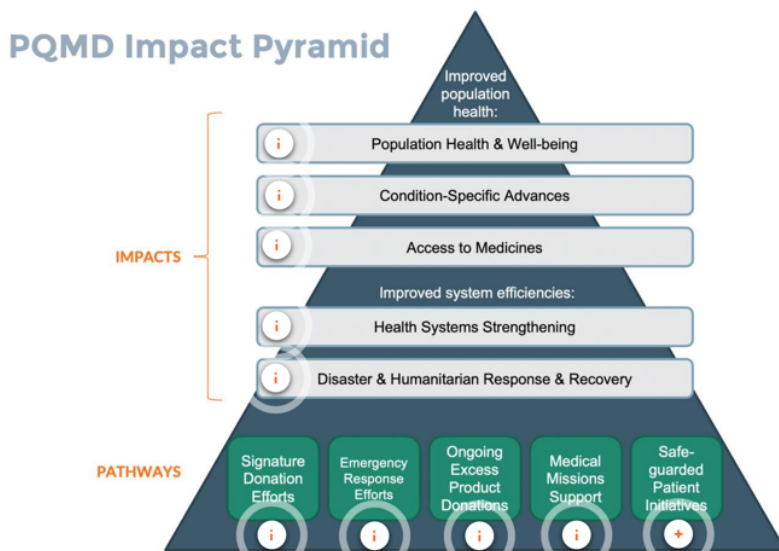 PQMD Impact Pyramid
Improved
population
health:
i
Population Health & Well-being
i
Condition-Specific Advances
i
Access to Medicines
IMPACTS
Improved system efficiencies:
i
Health Systems Strengthening
i
Disaster & Humanitarian Response & Recovery
PATHWAYS
Signature
Donation
Efforts
i
Emergency
Response
Efforts
i
Ongoing
Excess
Product
Donations
i
Medical
Missions
Support
i
Safe-
guarded
Patient
Initiatives
+